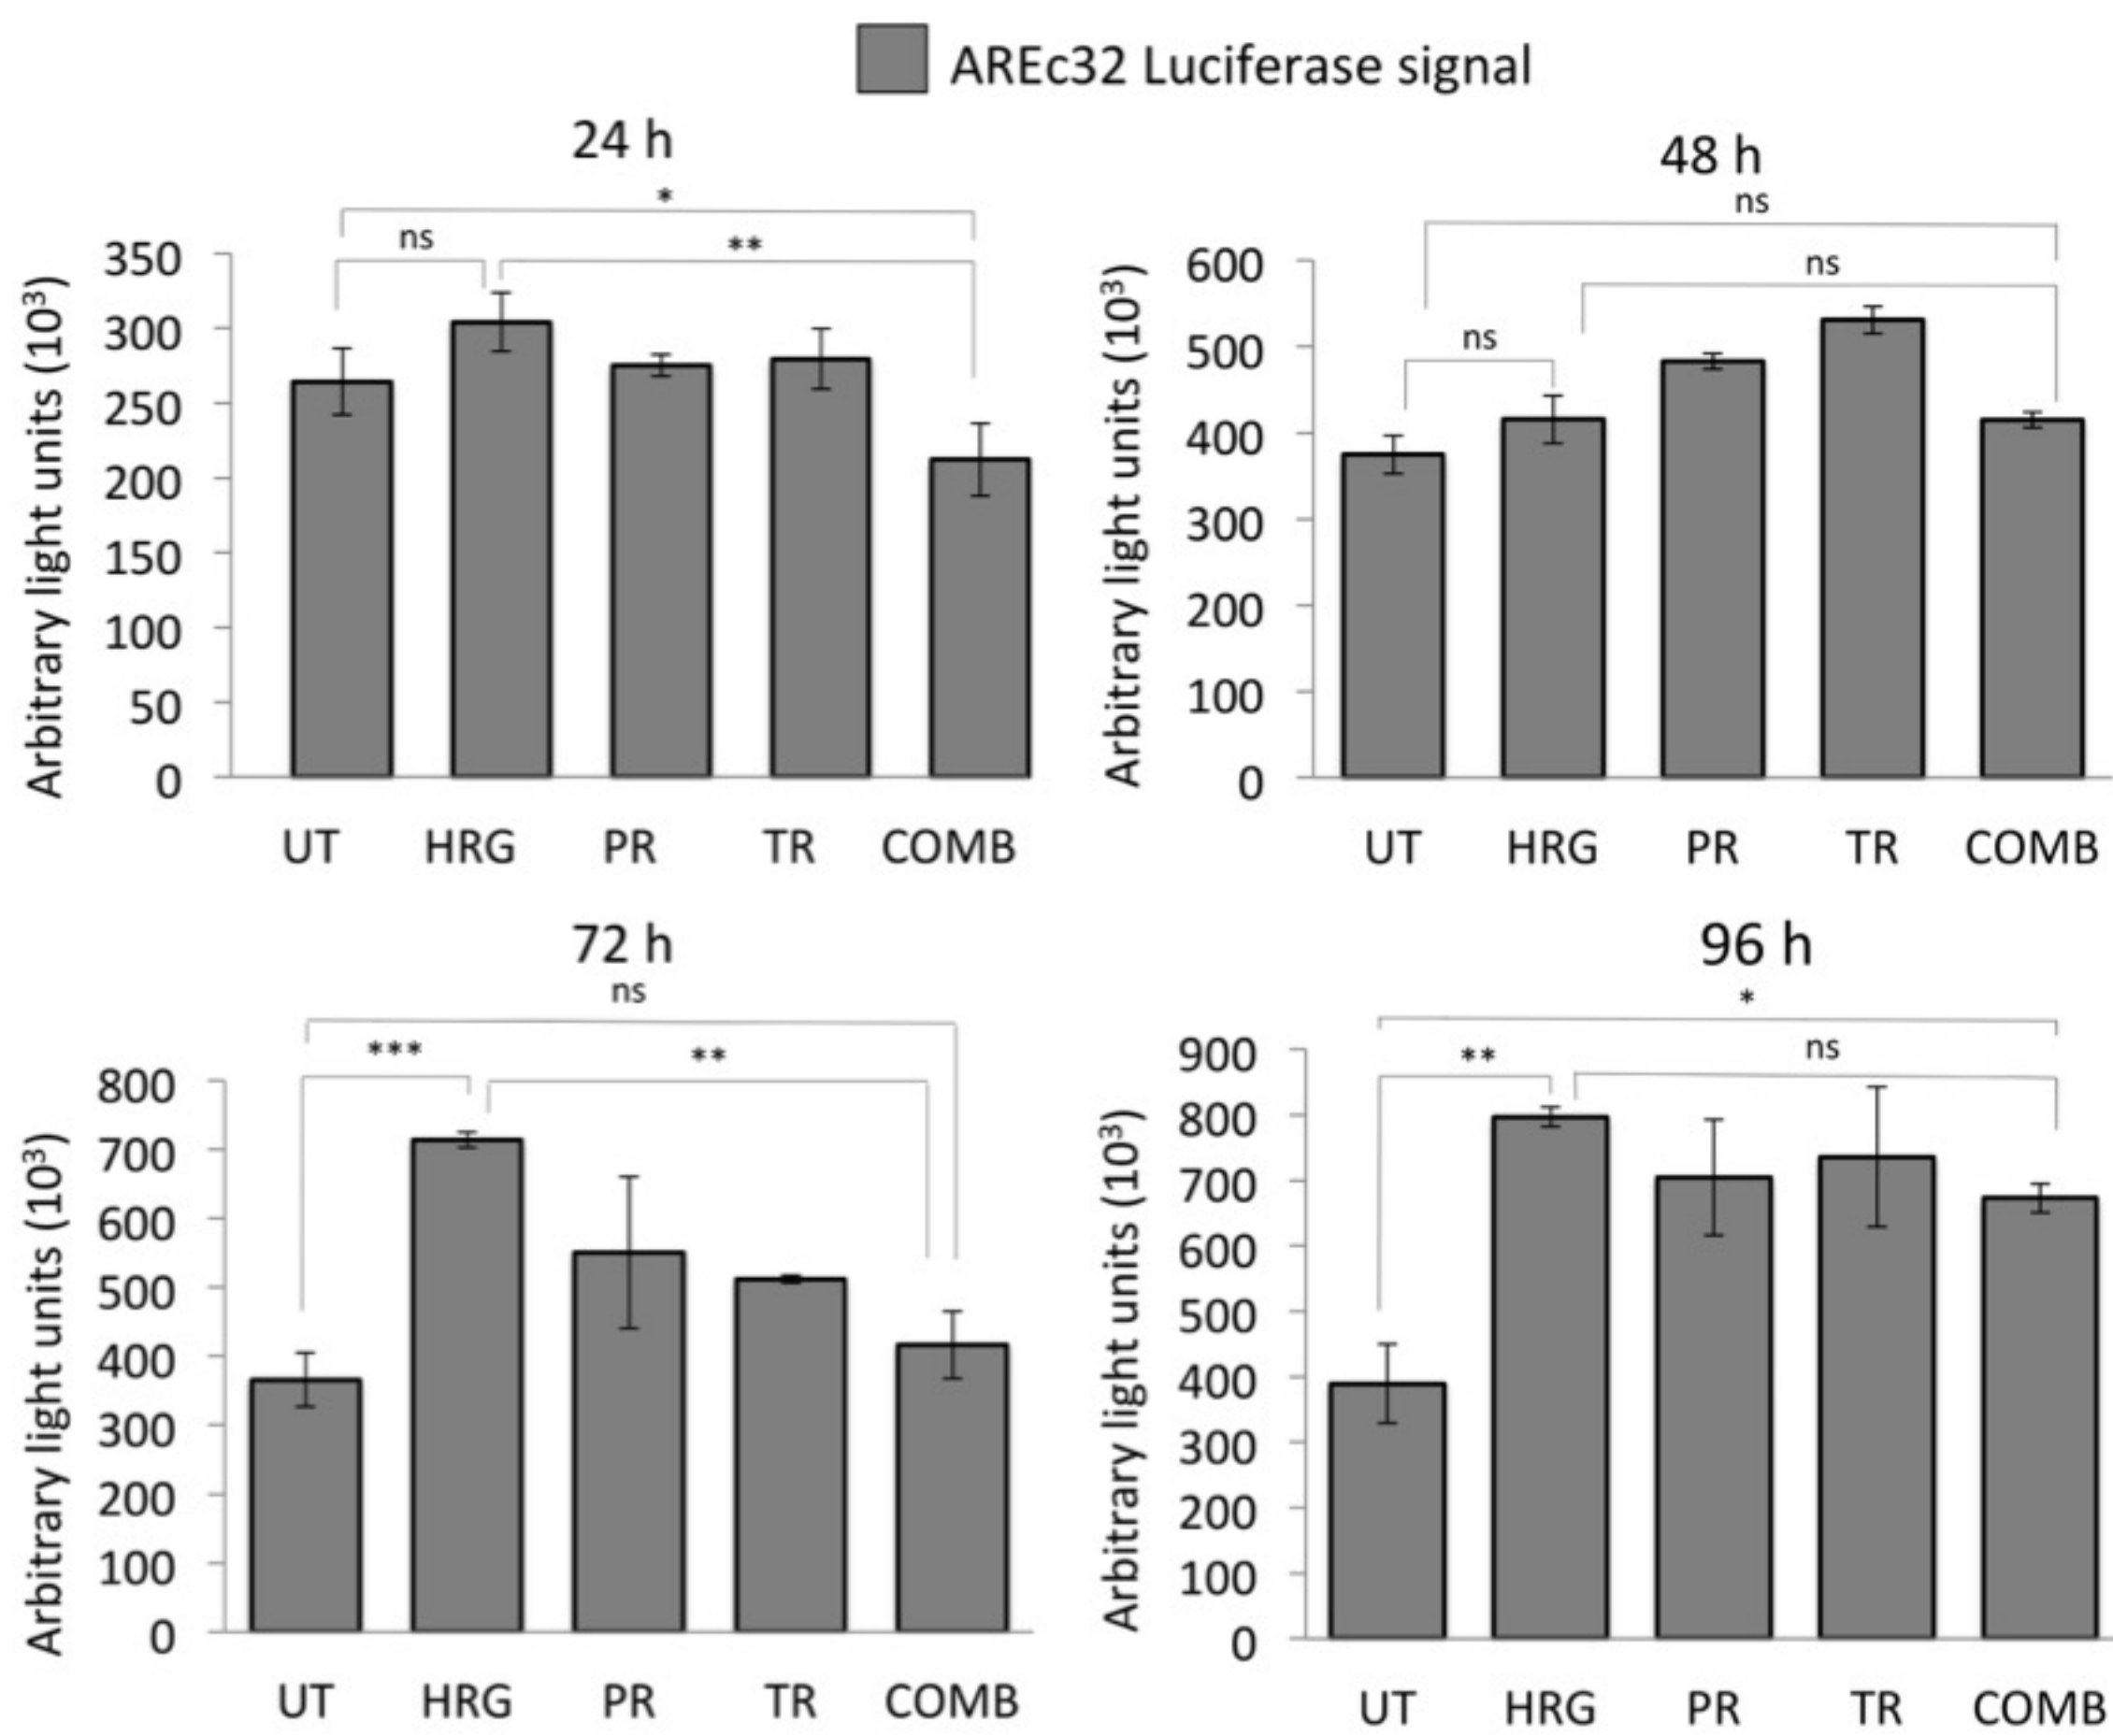 AREc32 Luciferase signal
24 h
*
ns
**
350
300
250
200
150
100
50
0
Arbitrary light units (10³)
UT HRG PR TR COMB
48 h
ns
ns
ns
600
500
400
300
200
100
0
Arbitrary light units (10³)
UT HRG PR TR COMB
72 h
ns
***
**
800
700
600
500
400
300
200
100
0
Arbitrary light units (10³)
UT HRG PR TR COMB
96 h
*
**
ns
900
800
700
600
500
400
300
200
100
0
Arbitrary light units (10³)
UT HRG PR TR COMB